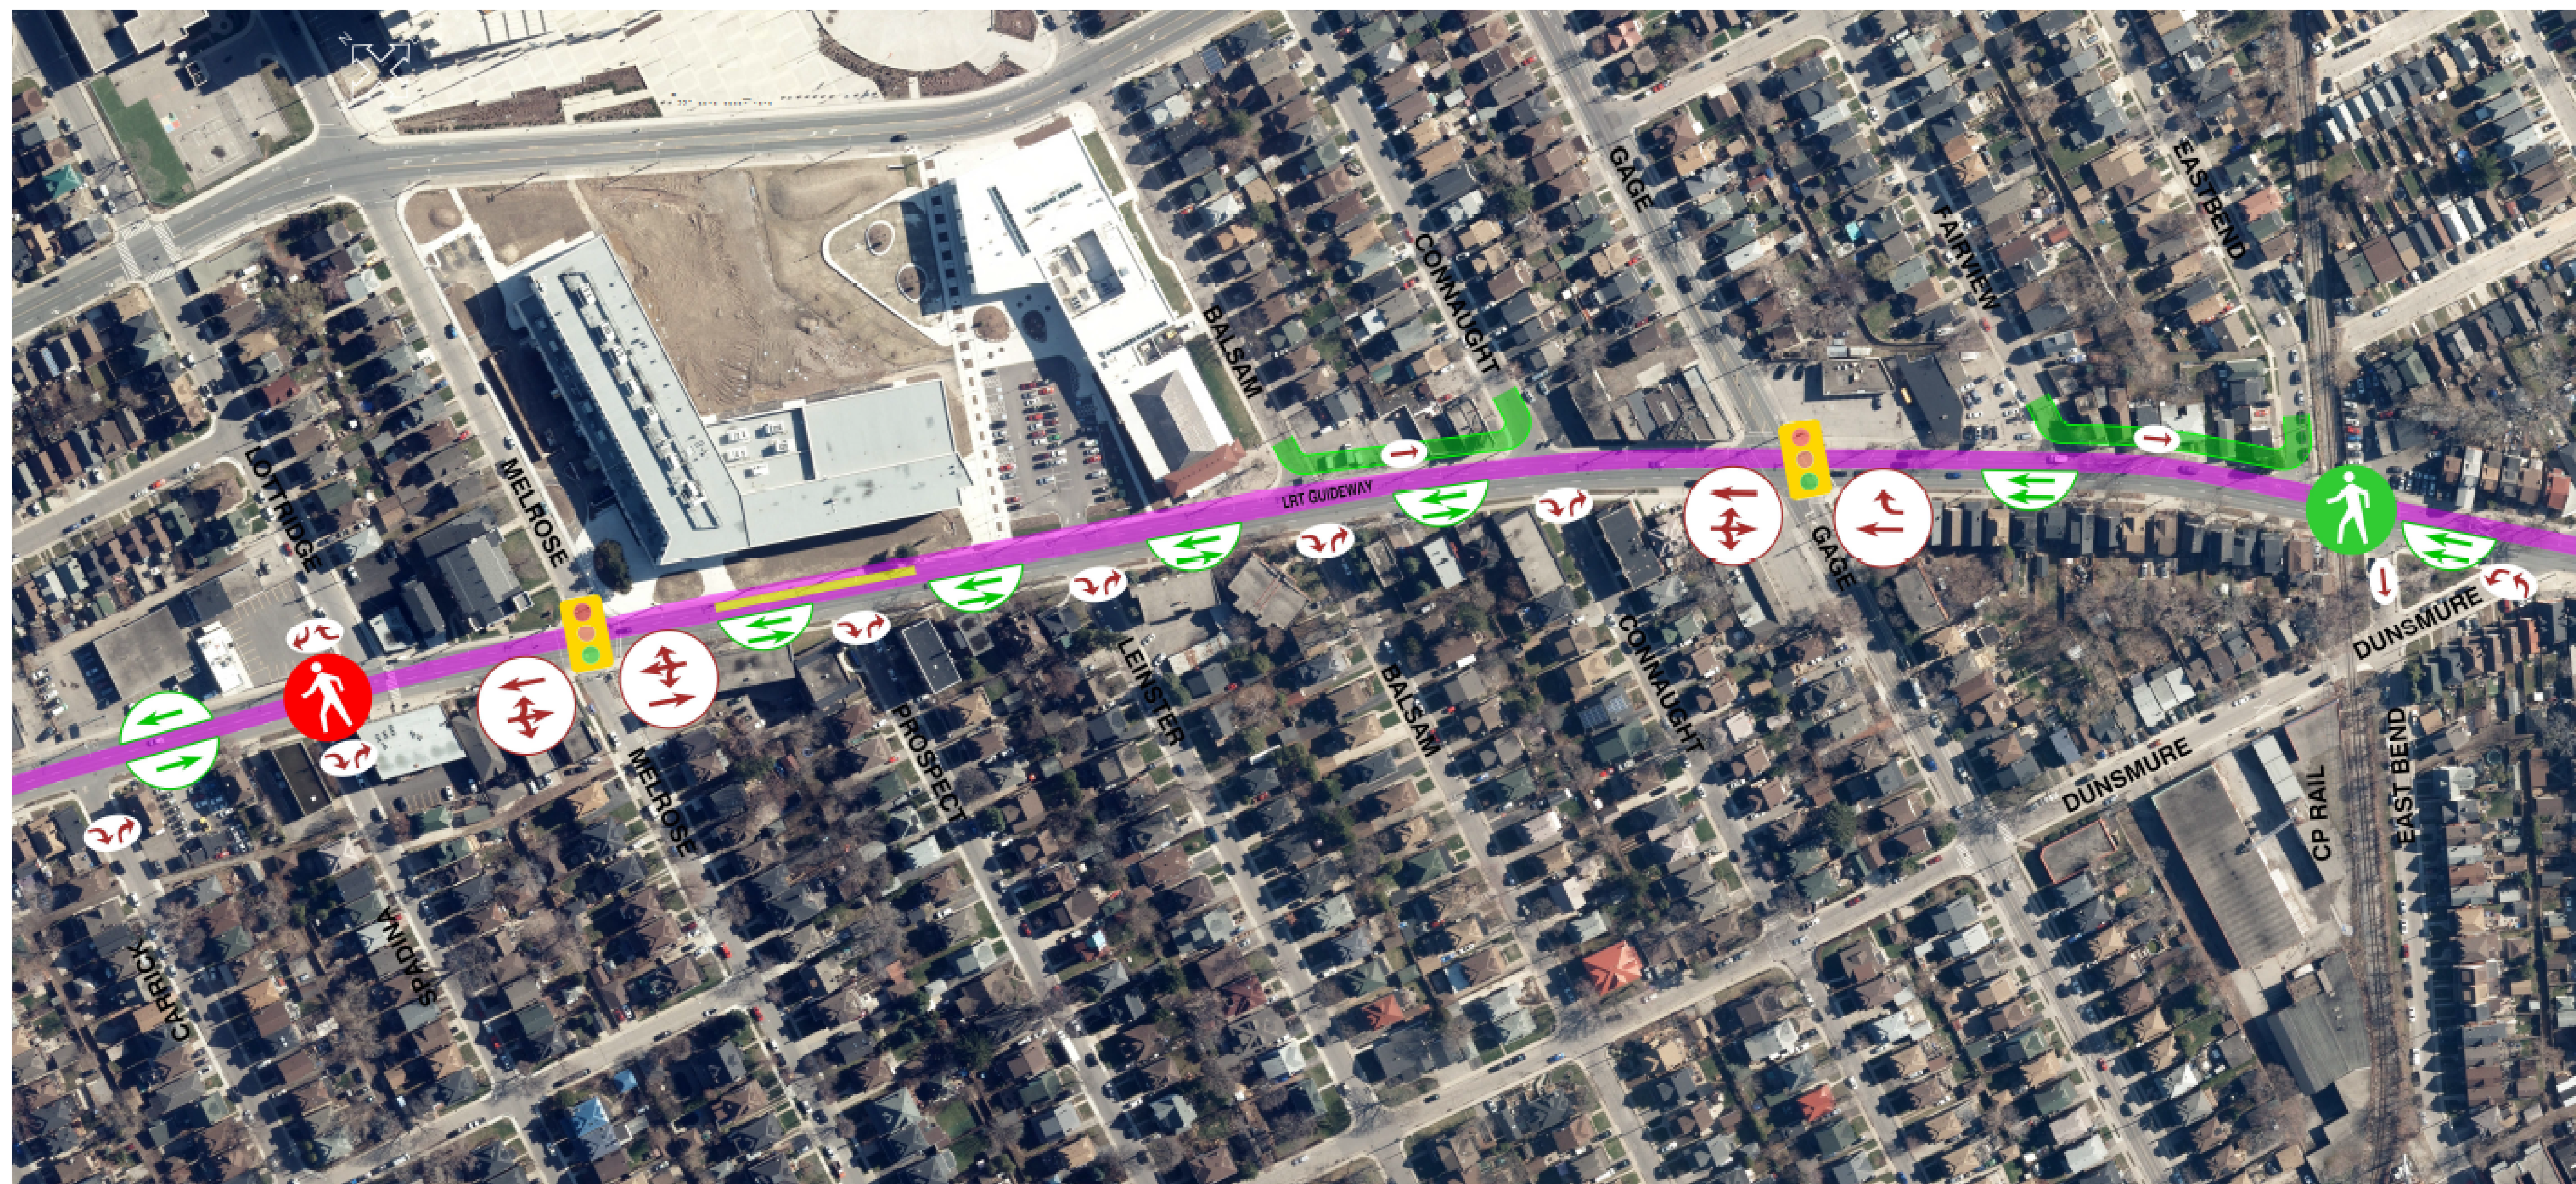 N
EASTBEND
GAGE
FAIRVIEW
CONNAUGHT
BALSAM
LOTTRIDGE
MELROSE
LRT GUIDEWAY
GAGE
DUNSMURE
CONNAUGHT
LEINSTER
BALSAM
PROSPECT
MELROSE
DUNSMURE
EAST BEND
CP RAIL
SPADINA
CARRICK